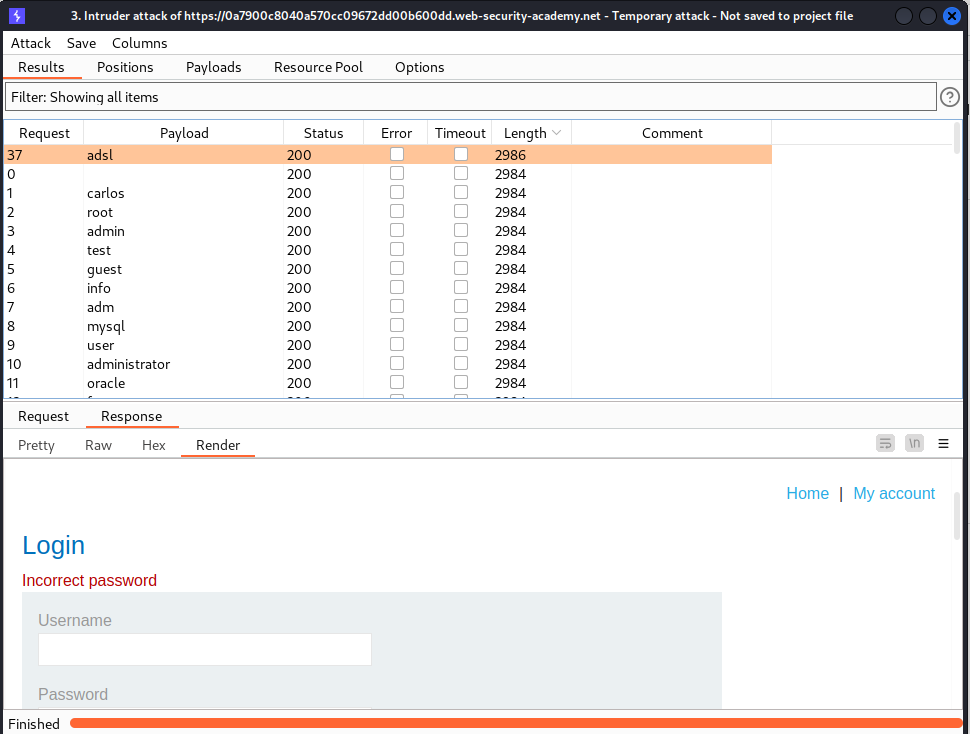 3. Intruder attack of https://0a7900c8040a570cc09672dd00b600dd.web-security-academy.net - Temporary attack - Not saved to project file
Attack Save Columns
Results Positions Payloads Resource Pool Options
Filter: Showing all items ?
Request Payload Status Error Timeout Length Comment
37 adsl 200 2986
0 200 2984
1 carlos 200 2984
2 root 200 2984
3 admin 200 2984
4 test 200 2984
5 guest 200 2984
6 info 200 2984
7 adm 200 2984
8 mysql 200 2984
9 user 200 2984
10 administrator 200 2984
11 oracle 200 2984
Request Response
Pretty Raw Hex Render \n
Home | My account
Login
Incorrect password
Username
Password
Finished